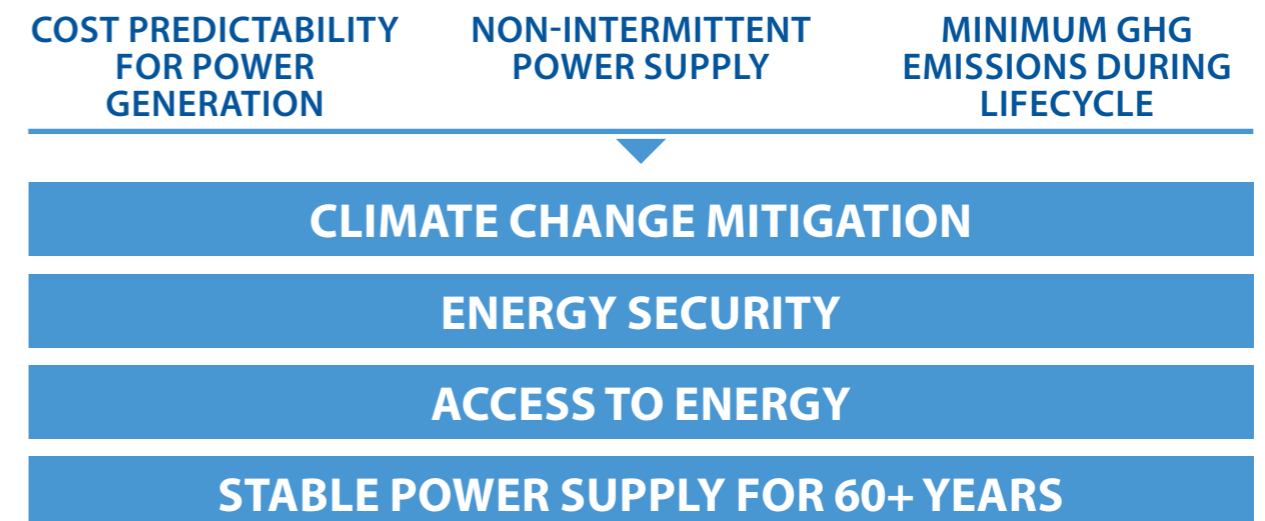 COST PREDICTABILITY
FOR POWER
GENERATION
NON-INTERMITTENT
POWER SUPPLY
MINIMUM GHG
EMISSIONS DURING
LIFECYCLE
CLIMATE CHANGE MITIGATION
ENERGY SECURITY
ACCESS TO ENERGY
STABLE POWER SUPPLY FOR 60+ YEARS